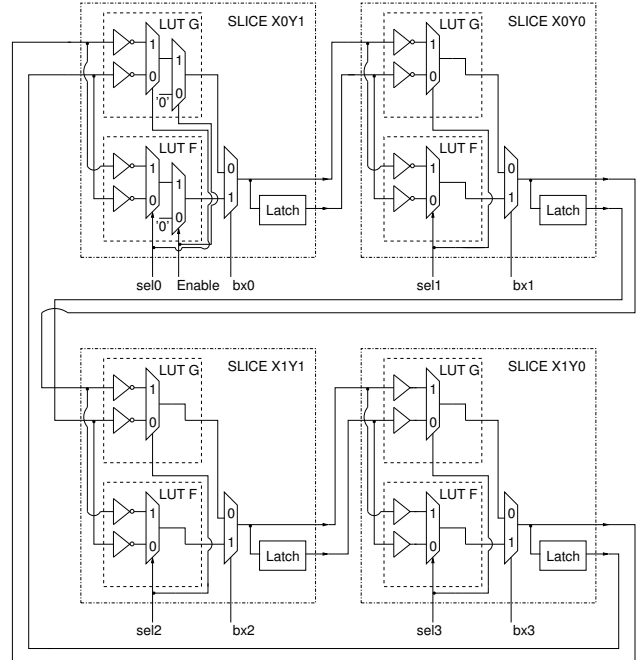 LUT G SLICE X0Y1
1
0
1
'0' 0
LUT F
1
0
1
'0' 0
0
1
Latch
sel0 Enable bx0
LUT G SLICE X0Y0
1
0
LUT F
1
0
0
1
Latch
sel1 bx1
LUT G SLICE X1Y1
1
0
LUT F
1
0
0
1
Latch
sel2 bx2
LUT G SLICE X1Y0
1
0
LUT F
1
0
0
1
Latch
sel3 bx3